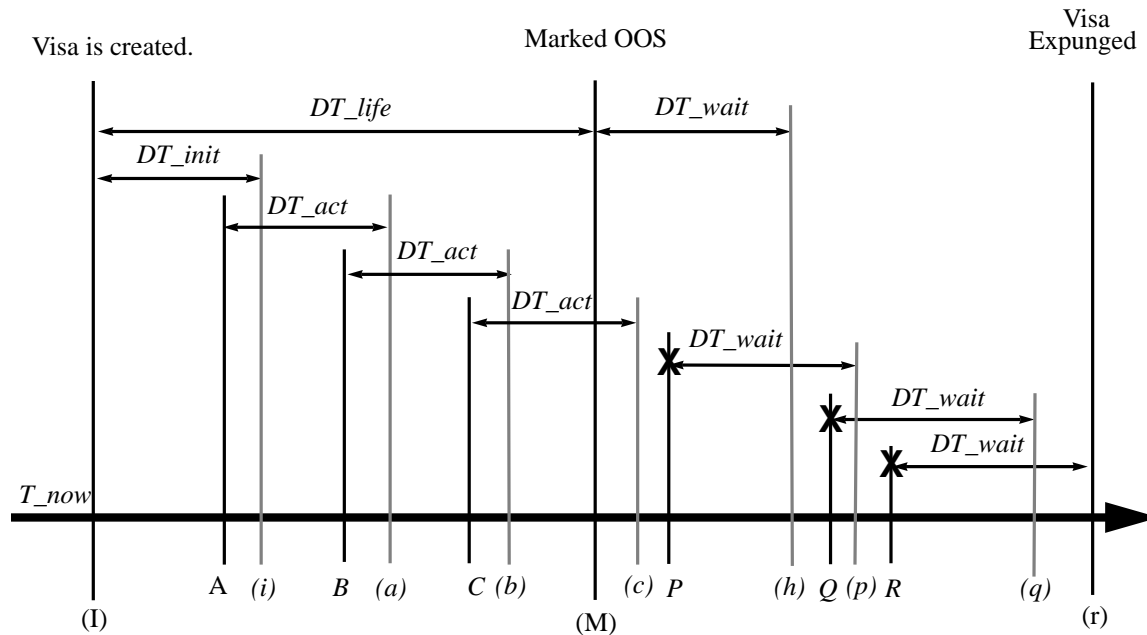 Visa is created.
Marked OOS
Visa
Expunged
DT_life
DT_wait
DT_init
DT_act
DT_act
DT_act
DT_wait
DT_wait
DT_wait
X
X
X
T_now
A (i) B (a) C (b) (c) P (h) Q (p) R (q)
(I) (M) (r)